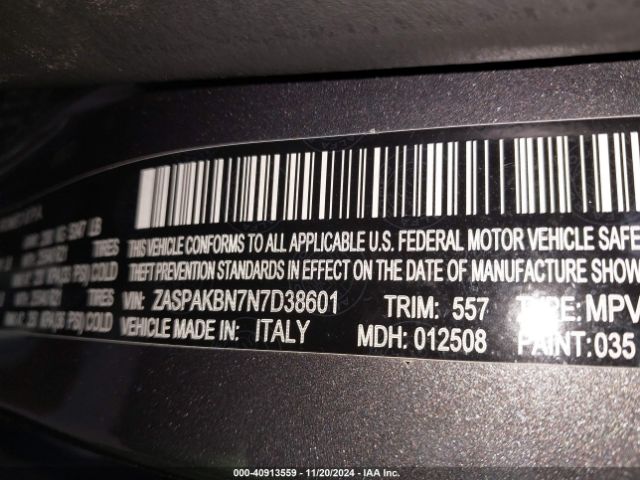 TIRES
COLD
TIRES
COLD
THIS VEHICLE CONFORMS TO ALL APPLICABLE U.S. FEDERAL MOTOR VEHICLE SAFE
THEFT PREVENTION STANDARDS IN EFFECT ON THE DATE OF MANUFACTURE SHOW
VIN: ZASPAKBN7N7D38601 TRIM: 557 TYPE: MPV
VEHICLE MADE IN: ITALY MDH: 012508 PAINT: 035
000-40913559 — 11/20/2024 — IAA Inc.